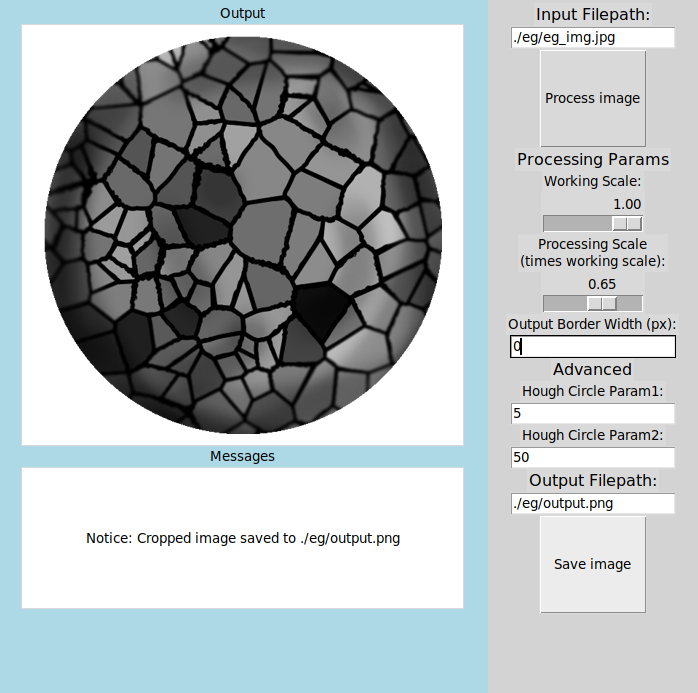 Output
Messages
Notice: Cropped image saved to ./eg/output.png
Input Filepath:
./eg/eg_img.jpg
Process image
Processing Params
Working Scale:
1.00
Processing Scale
(times working scale):
0.65
Output Border Width (px):
0
Advanced
Hough Circle Param1:
5
Hough Circle Param2:
50
Output Filepath:
./eg/output.png
Save image